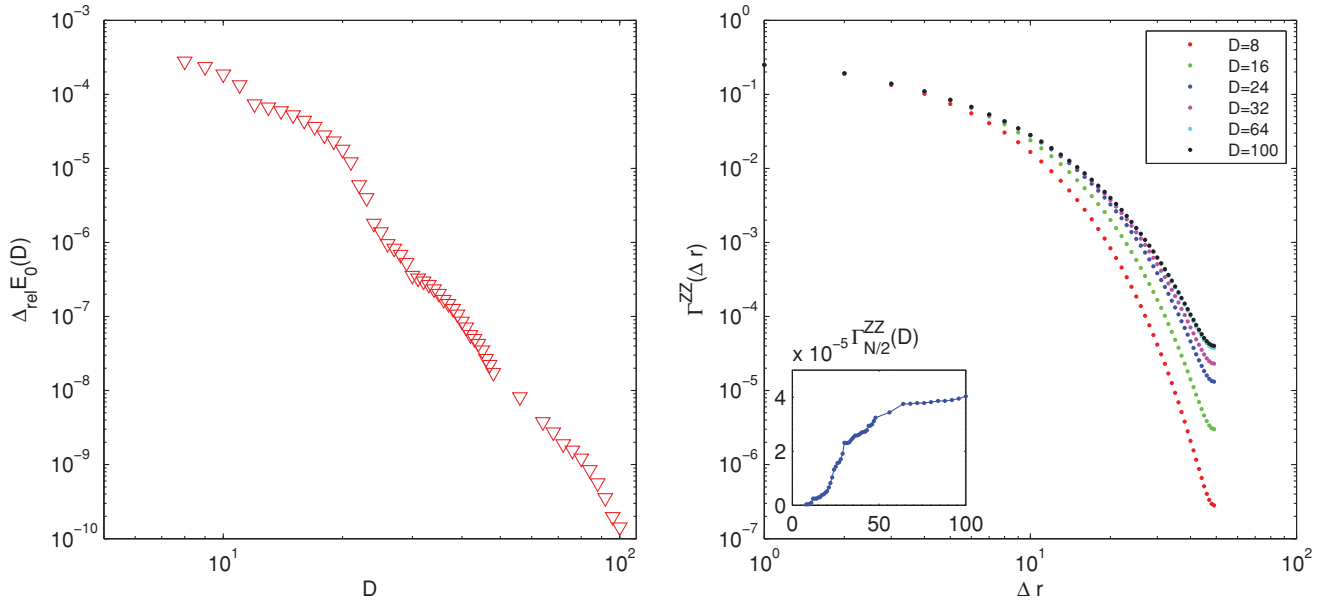 10^-3
10^-4
10^-5
10^-6
10^-7
10^-8
10^-9
10^-10
Δ_rel E_0(D)
10^1
10^2
D
10^0
10^-1
10^-2
10^-3
10^-4
10^-5
10^-6
10^-7
Γ^ZZ(Δ r)
10^0
10^1
10^2
Δ r
D=8
D=16
D=24
D=32
D=64
D=100
x 10^-5 Γ^ZZ_N/2(D)
4
2
0
0
50
100